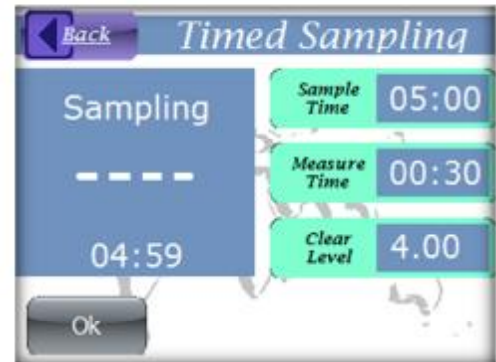 Back Timed Sampling
Sampling
----
04:59
Sample
Time
05:00
Measure
Time
00:30
Clear
Level
4.00
Ok